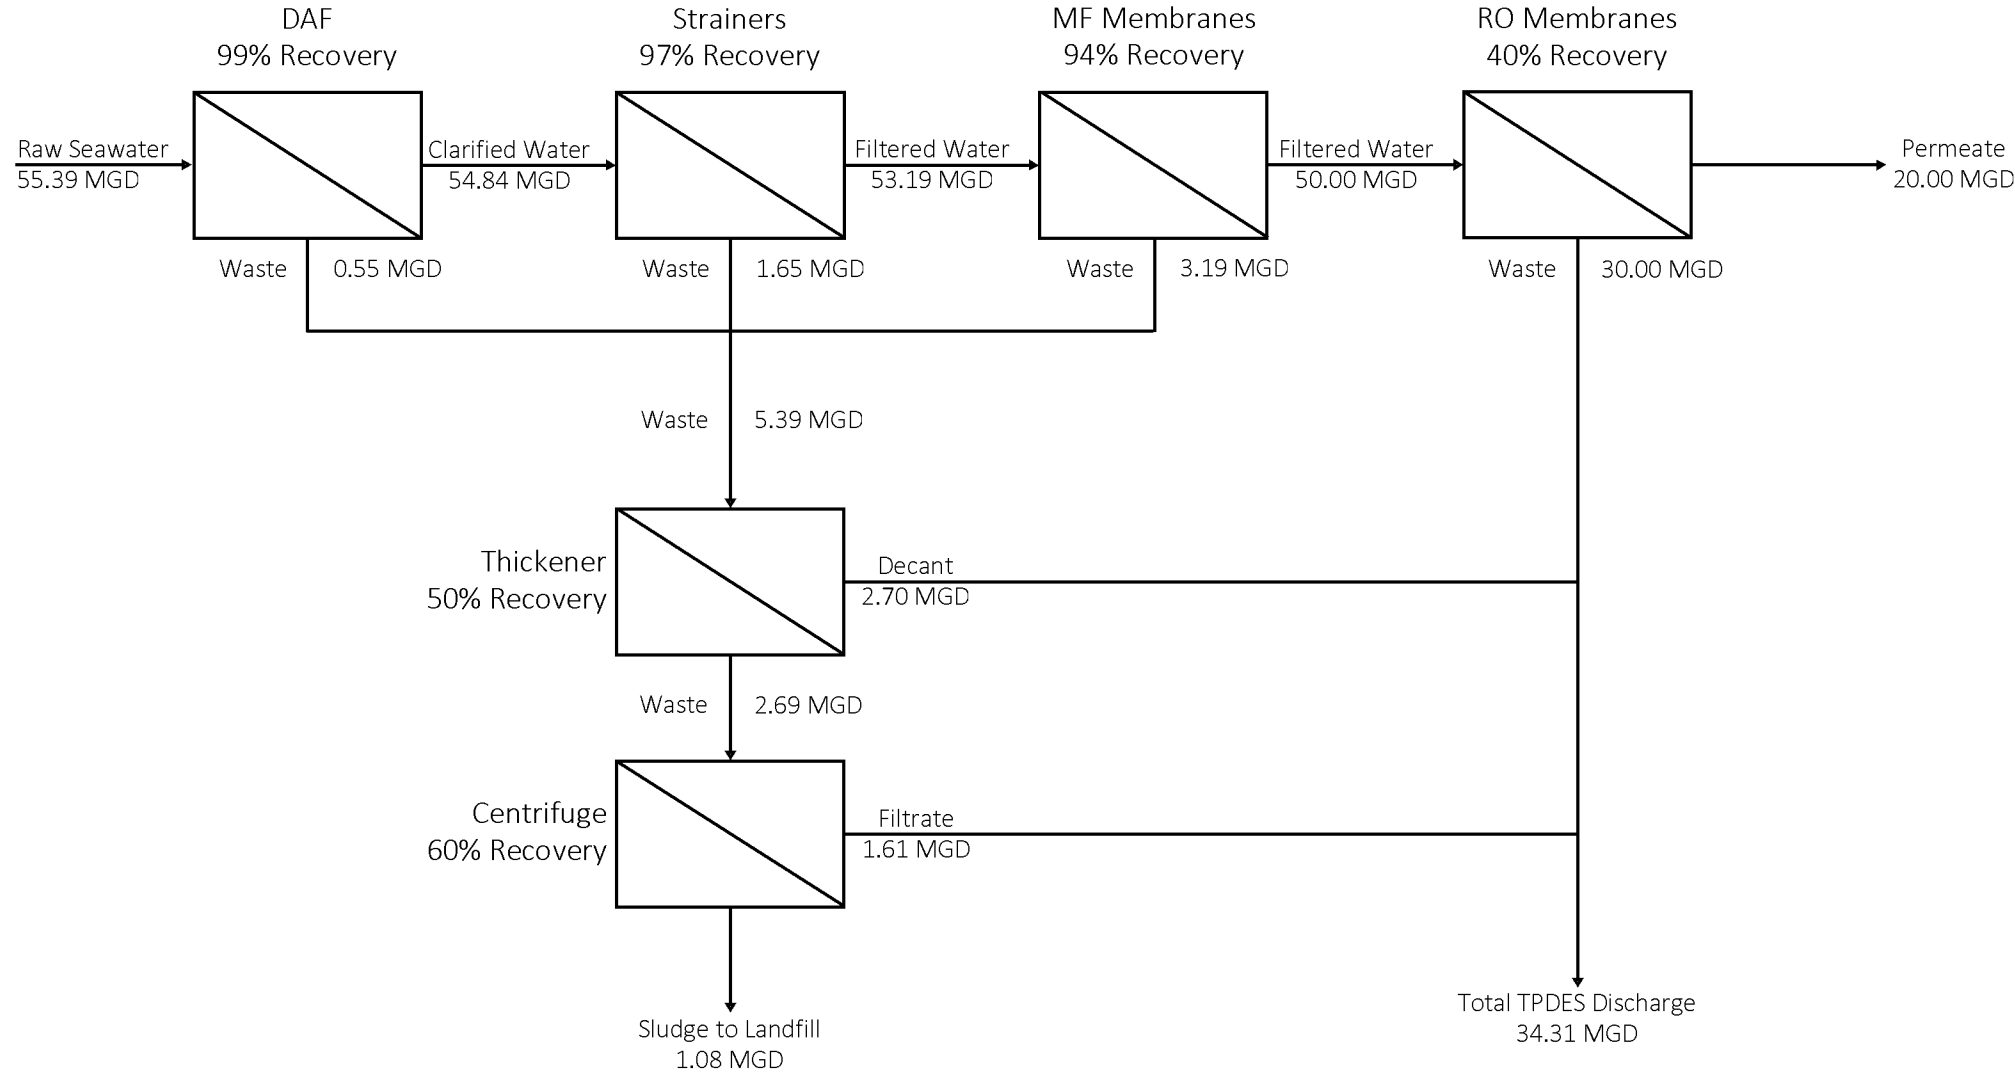 DAF
99% Recovery
Strainers
97% Recovery
MF Membranes
94% Recovery
RO Membranes
40% Recovery
Raw Seawater
55.39 MGD
Clarified Water
54.84 MGD
Filtered Water
53.19 MGD
Filtered Water
50.00 MGD
Permeate
20.00 MGD
Waste 0.55 MGD
Waste 1.65 MGD
Waste 3.19 MGD
Waste 30.00 MGD
Waste 5.39 MGD
Thickener
50% Recovery
Decant
2.70 MGD
Waste 2.69 MGD
Centrifuge
60% Recovery
Filtrate
1.61 MGD
Sludge to Landfill
1.08 MGD
Total TPDES Discharge
34.31 MGD